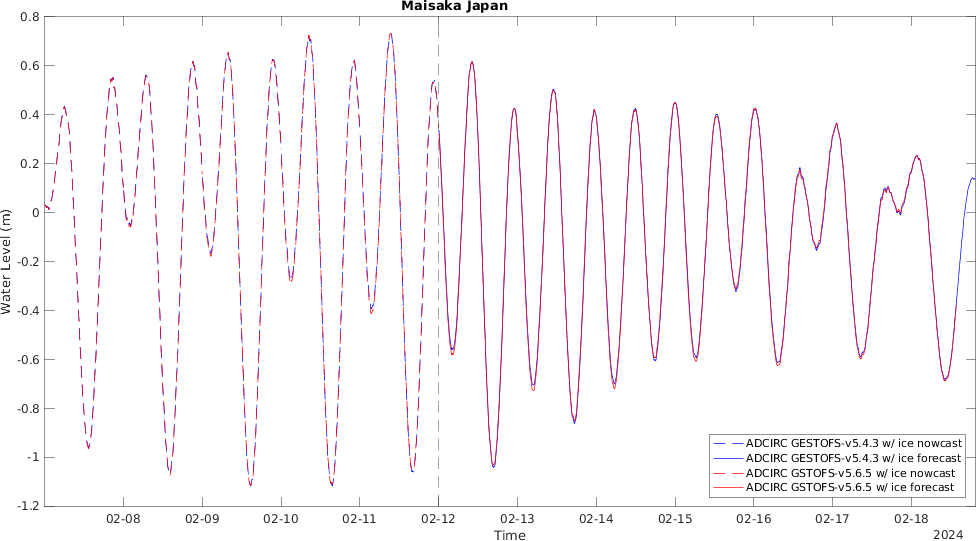 Maisaka Japan
0.8
0.6
0.4
0.2
0
-0.2
-0.4
-0.6
-0.8
-1
-1.2
Water Level (m)
ADCIRC GESTOFS-v5.4.3 w/ ice nowcast
ADCIRC GESTOFS-v5.4.3 w/ ice forecast
ADCIRC GSTOFS-v5.6.5 w/ ice nowcast
ADCIRC GSTOFS-v5.6.5 w/ ice forecast
02-08 02-09 02-10 02-11 02-12 02-13 02-14 02-15 02-16 02-17 02-18
Time
2024